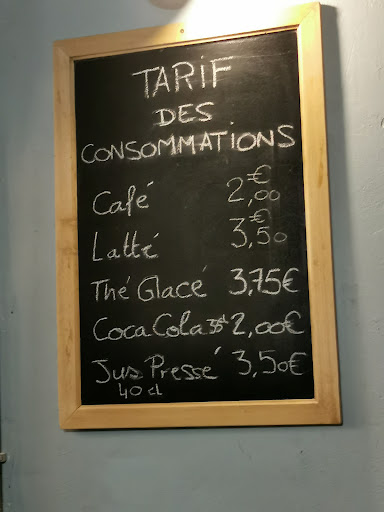 TARIF
DES
CONSOMMATIONS
Café 2,00€
Latté 3,50€
Thé Glacé 3,75€
Coca Cola 2,00€
Jus Pressé 3,50€
40 cl